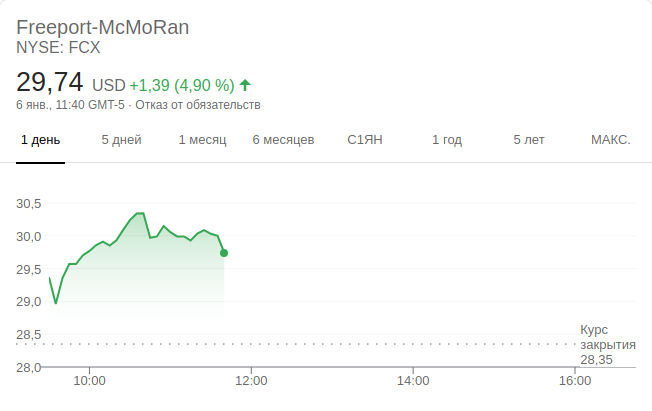 Freeport-McMoRan
NYSE: FCX
29,74 USD +1,39 (4,90 %)
6 янв., 11:40 GMT-5 · Отказ от обязательств
1 день 5 дней 1 месяц 6 месяцев С1ЯН 1 год 5 лет МАКС.
30,5
30,0
29,5
29,0
28,5
28,0
Курс
закрытия
28,35
10:00 12:00 14:00 16:00